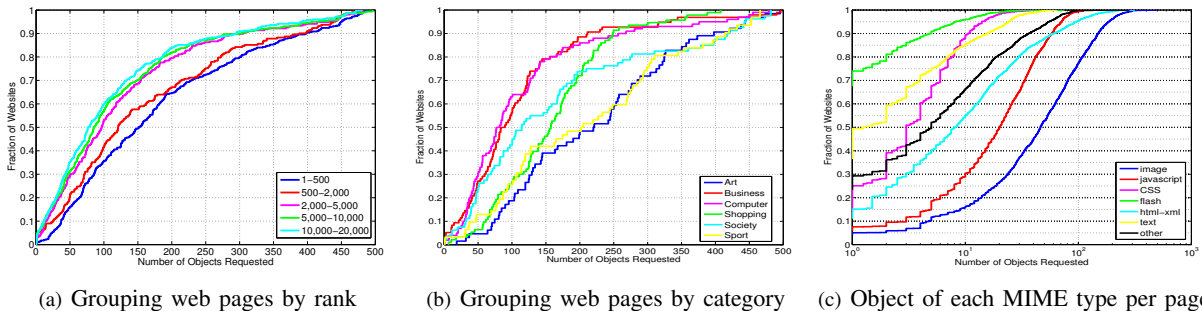 1
0.9
0.8
0.7
0.6
0.5
0.4
0.3
0.2
0.1
0
Fraction of Websites
0 50 100 150 200 250 300 350 400 450 500
Number of Objects Requested
1−500
500−2,000
2,000−5,000
5,000−10,000
10,000−20,000
(a) Grouping web pages by rank
1
0.9
0.8
0.7
0.6
0.5
0.4
0.3
0.2
0.1
0
Fraction of Websites
0 50 100 150 200 250 300 350 400 450 500
Number of Objects Requested
Art
Business
Computer
Shopping
Society
Sport
(b) Grouping web pages by category
1
0.9
0.8
0.7
0.6
0.5
0.4
0.3
0.2
0.1
0
Fraction of Websites
10^0 10^1 10^2 10^3
Number of Objects Requested
image
javascript
CSS
flash
html−xml
text
other
(c) Object of each MIME type per page